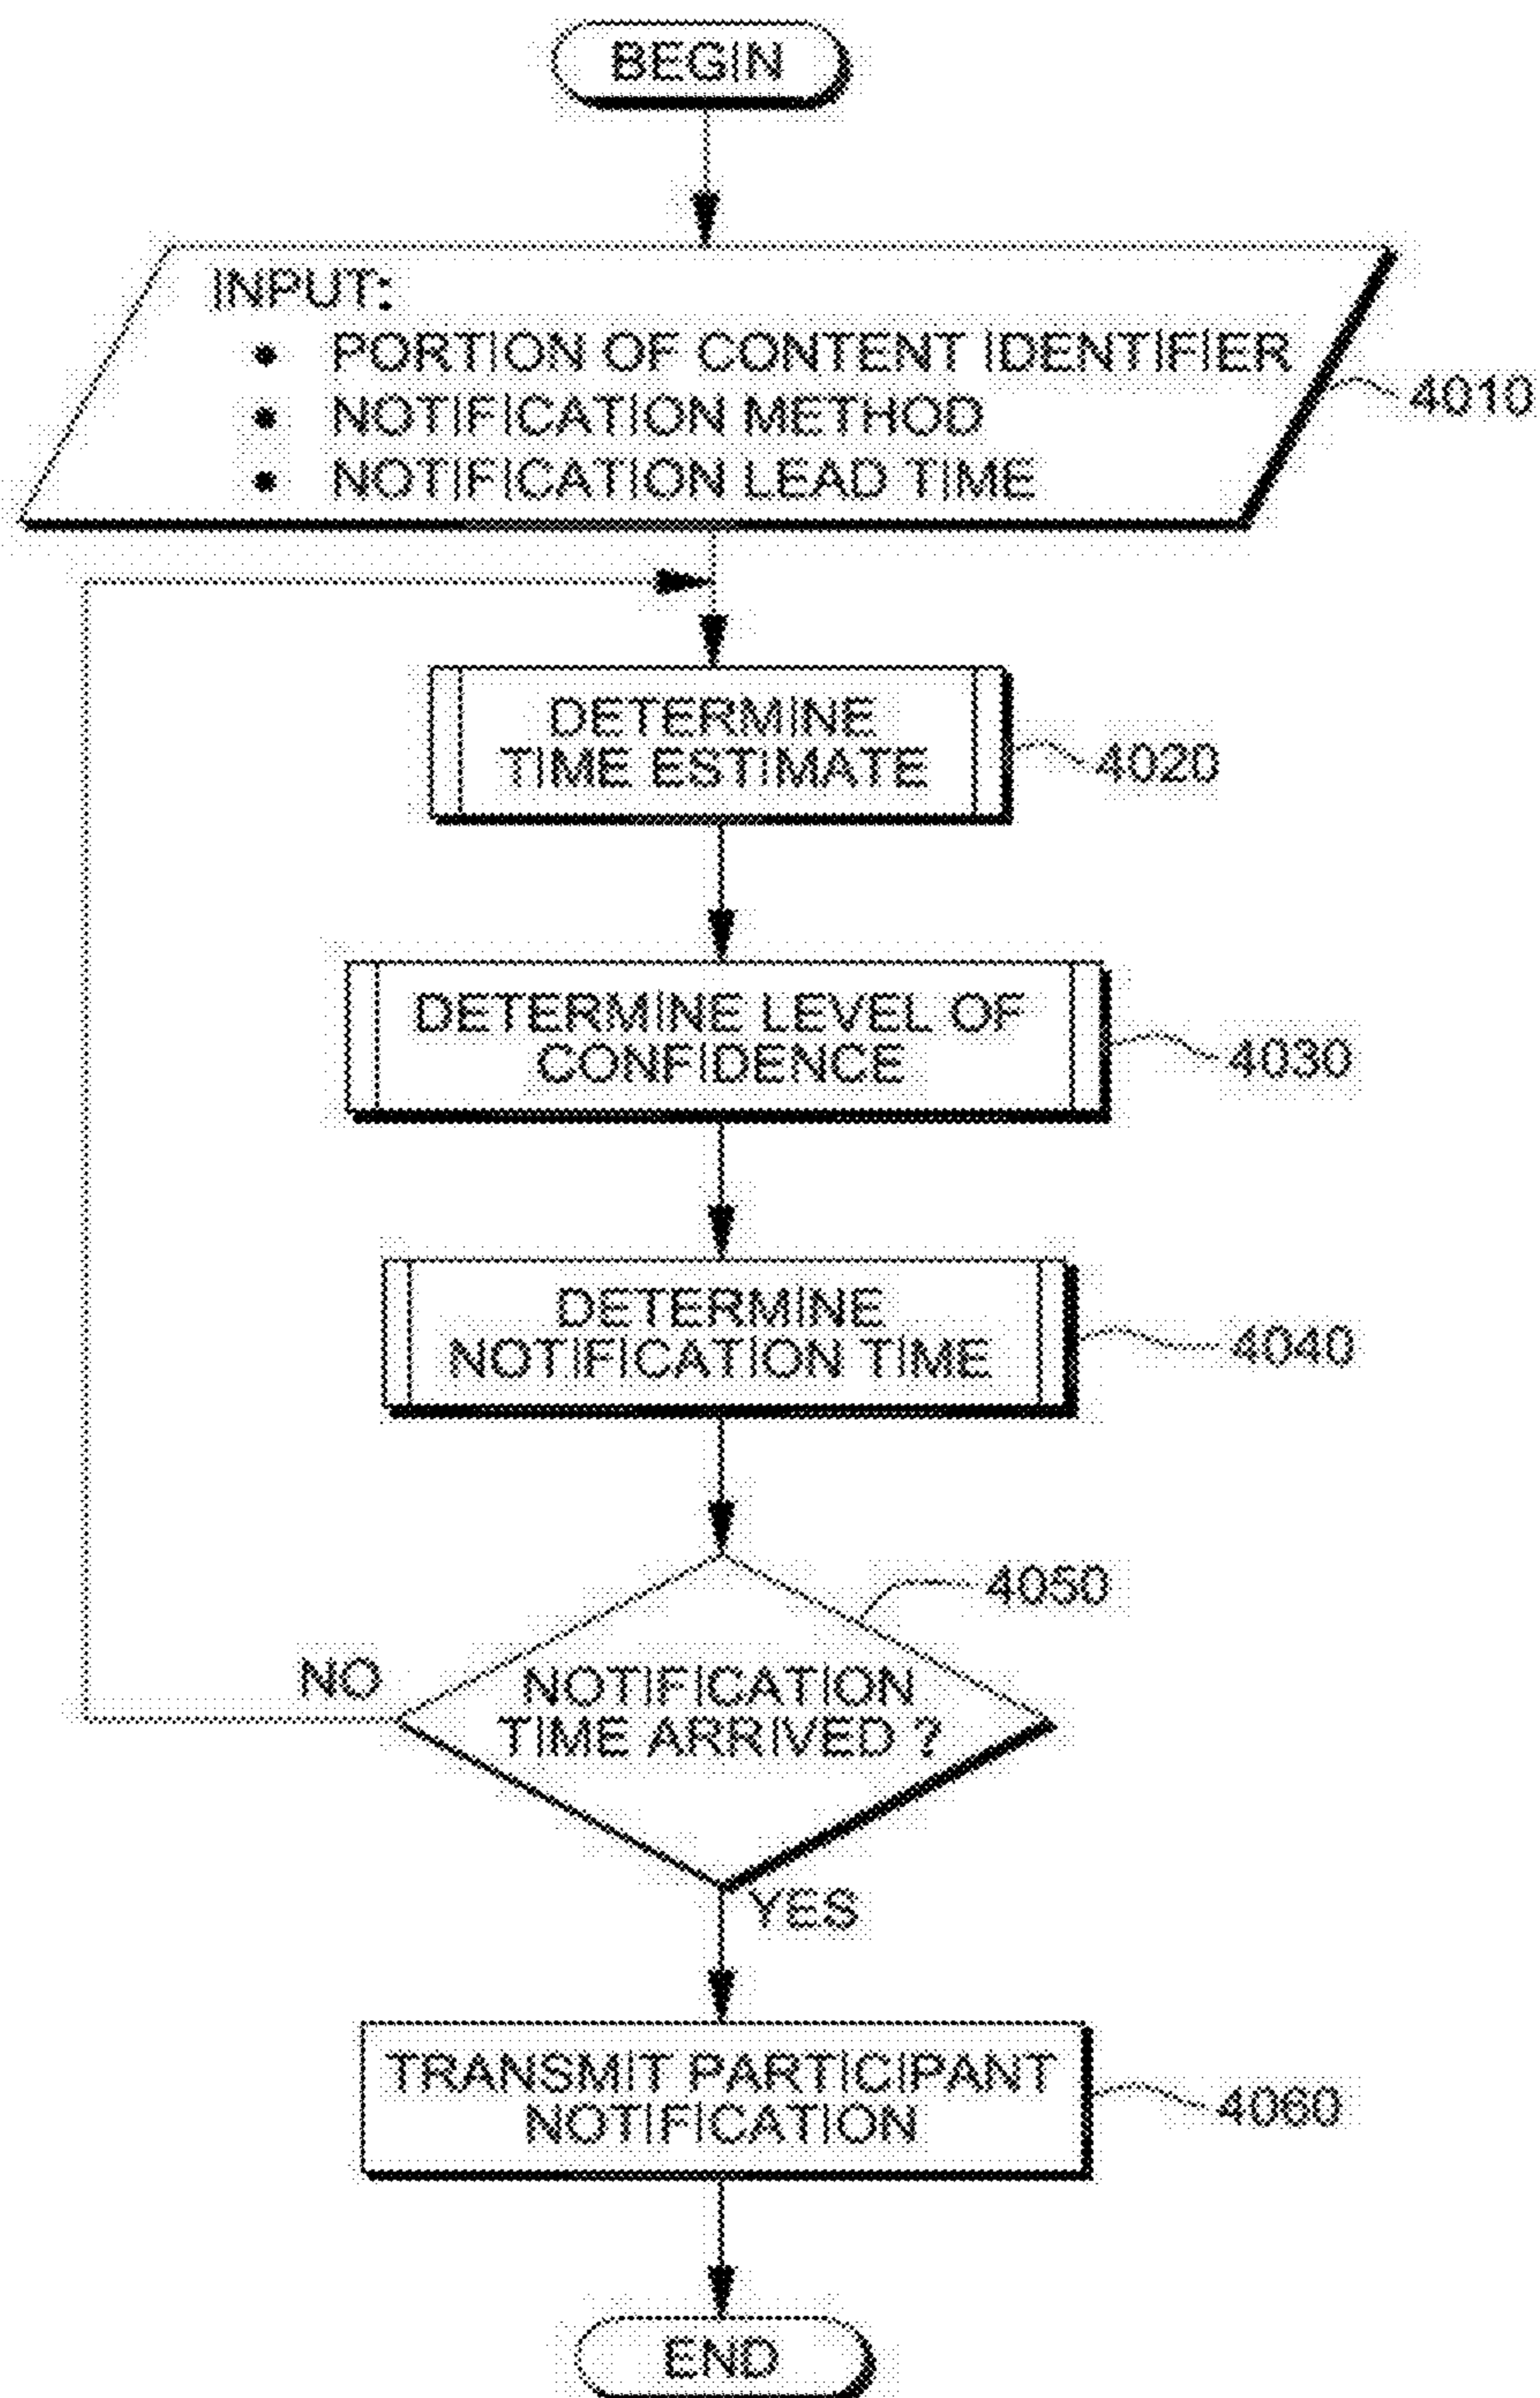 BEGIN
INPUT:
• PORTION OF CONTENT IDENTIFIER
• NOTIFICATION METHOD
• NOTIFICATION LEAD TIME
4010
DETERMINE
TIME ESTIMATE
4020
DETERMINE LEVEL OF
CONFIDENCE
4030
DETERMINE
NOTIFICATION TIME
4040
4050
NOTIFICATION
TIME ARRIVED ?
NO
YES
TRANSMIT PARTICIPANT
NOTIFICATION
4060
END